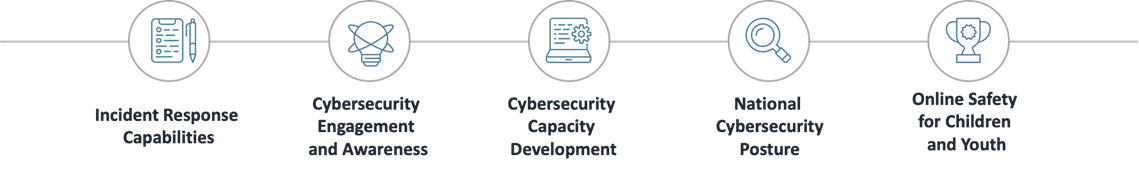 Incident Response
Capabilities
Cybersecurity
Engagement
and Awareness
Cybersecurity
Capacity
Development
National
Cybersecurity
Posture
Online Safety
for Children
and Youth